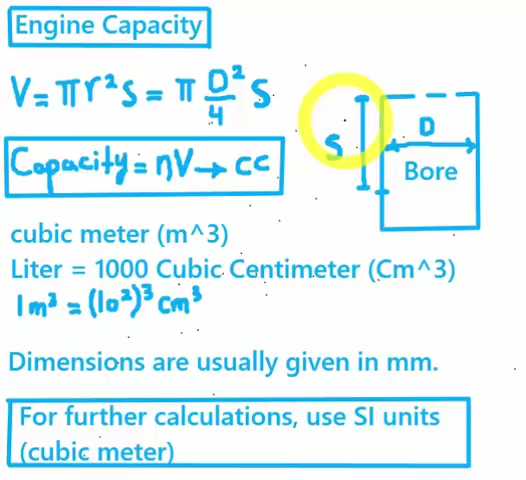 Engine Capacity
V = πr²s = π D²/4 S
Capacity = nV → cc
S
D
Bore
cubic meter (m^3)
Liter = 1000 Cubic Centimeter (Cm^3)
1m³ = (10²)³ cm³
Dimensions are usually given in mm.
For further calculations, use SI units
(cubic meter)